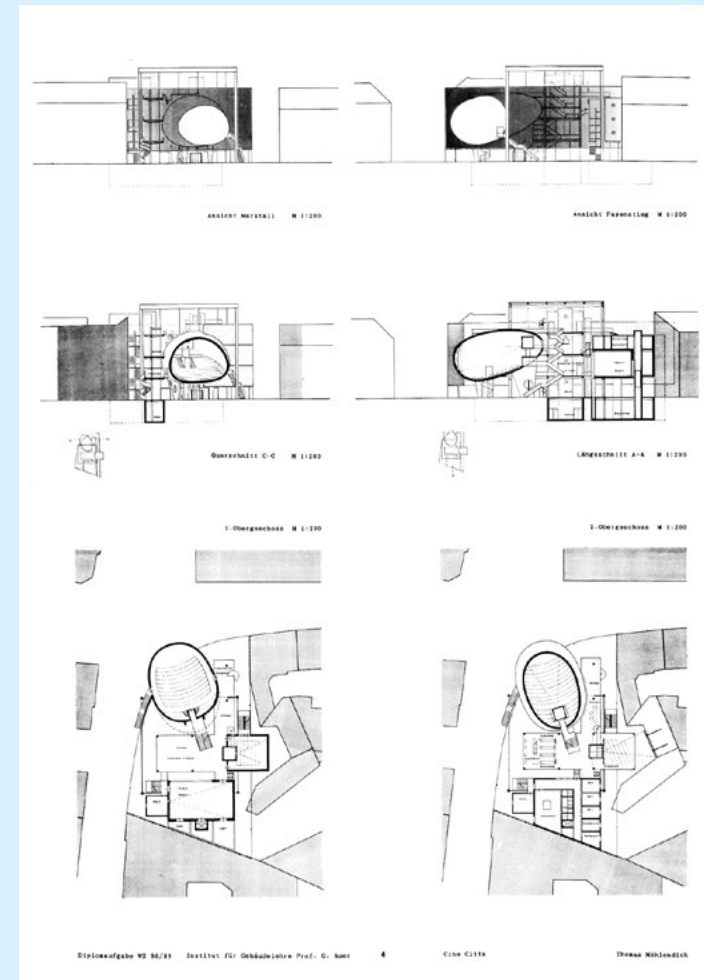 Ansicht Marstall M 1:200
Ansicht Papenstieg M 1:200
Querschnitt C-C M 1:200
Längsschnitt A-A M 1:200
1.Obergeschoss M 1:200
2.Obergeschoss M 1:200
Diplomaufgabe WS 88/89 Institut für Gebäudelehre Prof. G. Auer 4 Cine Citta Thomas Möhlendick